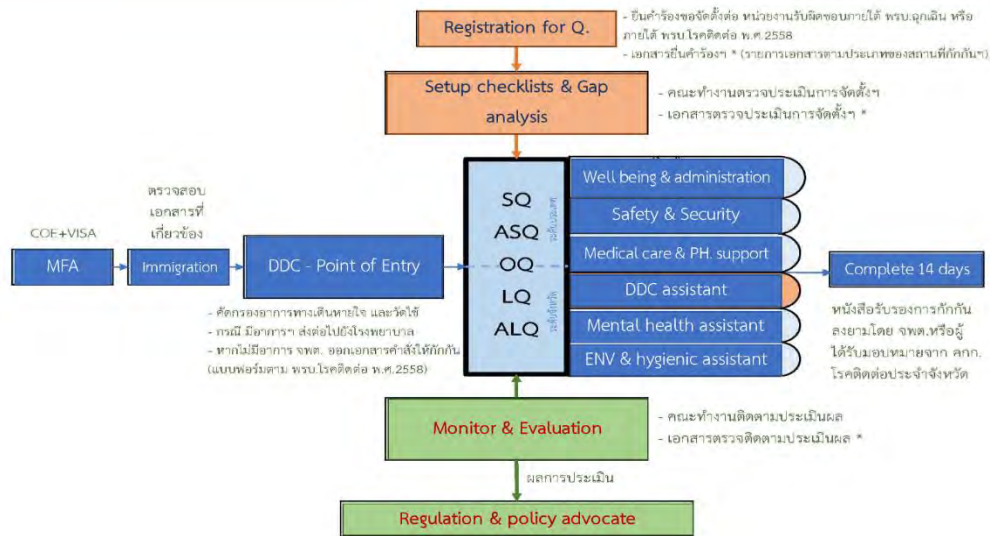 Registration for Q.
- ยื่นคำร้องขอจัดตั้งต่อ หน่วยงานรับผิดชอบภายใต้ พรบ.ฉุกเฉิน หรือ
ภายใต้ พรบ.โรคติดต่อ พ.ศ.2558
- เอกสารยื่นคำร้องฯ * (รายการเอกสารตามประเภทของสถานที่กักกันฯ)
Setup checklists & Gap
analysis
- คณะทำงานตรวจประเมินการจัดตั้งฯ
- เอกสารตรวจประเมินการจัดตั้งฯ *
COE+VISA
MFA
ตรวจสอบ
เอกสารที่
เกี่ยวข้อง
Immigration
DDC - Point of Entry
- คัดกรองอาการทางเดินหายใจ และวัดไข้
- กรณี มีอาการฯ ส่งต่อไปยังโรงพยาบาล
- หากไม่มีอาการ จพต. ออกเอกสารคำสั่งให้กักกัน
(แบบฟอร์มตาม พรบ.โรคติดต่อ พ.ศ.2558)
SQ
ASQ
OQ
LQ
ALQ
ระดับประเทศ
ระดับจังหวัด
Well being & administration
Safety & Security
Medical care & PH. support
DDC assistant
Mental health assistant
ENV & hygienic assistant
Complete 14 days
หนังสือรับรองการกักกัน
ลงนามโดย จพต.หรือผู้
ได้รับมอบหมายจาก คกก.
โรคติดต่อประจำจังหวัด
Monitor & Evaluation
- คณะทำงานติดตามประเมินผล
- เอกสารตรวจติดตามประเมินผล *
ผลการประเมิน
Regulation & policy advocate